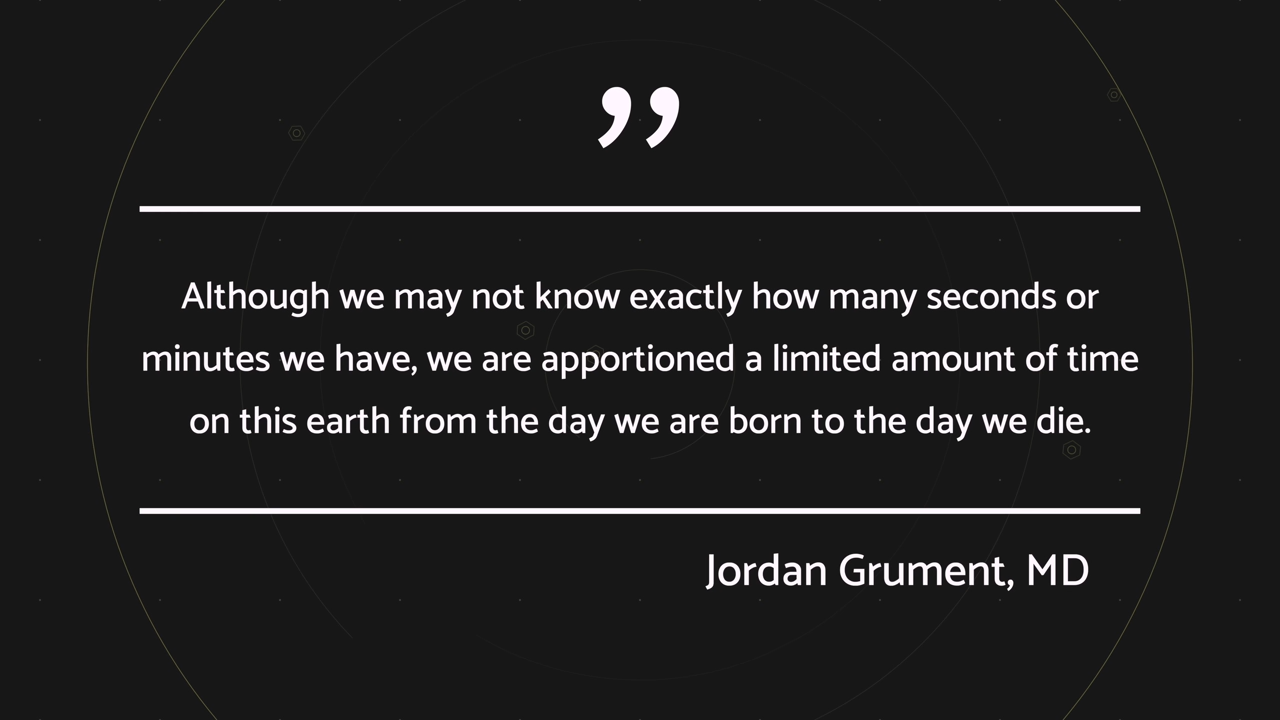 ”
Although we may not know exactly how many seconds or
minutes we have, we are apportioned a limited amount of time
on this earth from the day we are born to the day we die.
Jordan Grument, MD